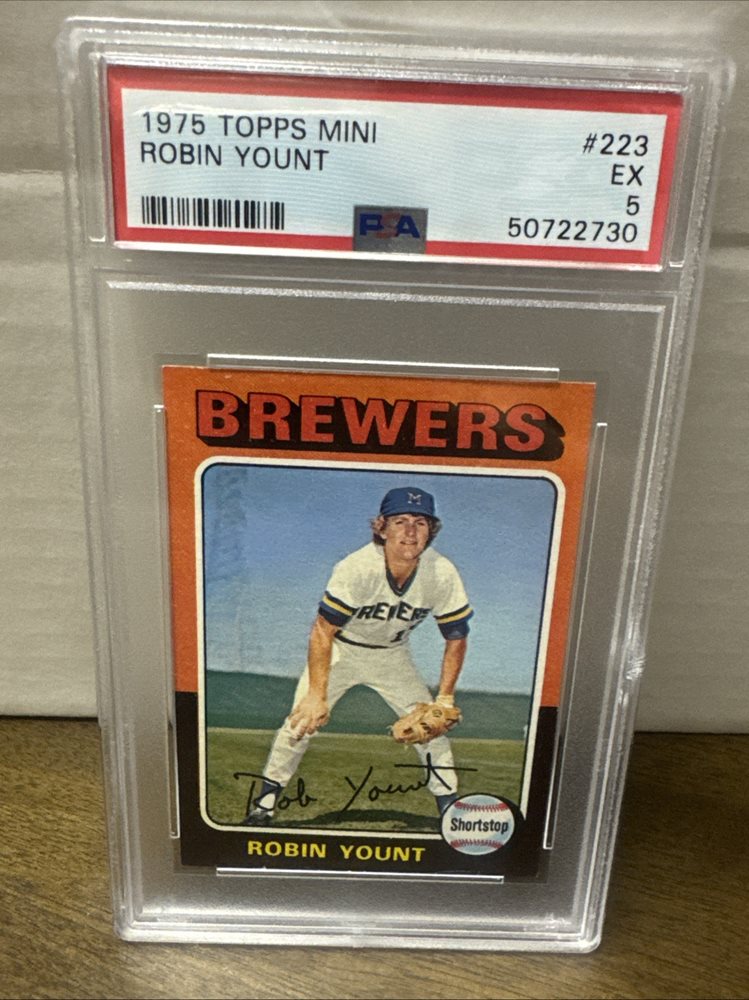 1975 TOPPS MINI #223
ROBIN YOUNT EX
5
PSA 50722730
BREWERS
M
BREWERS
Rob Yount
Shortstop
ROBIN YOUNT